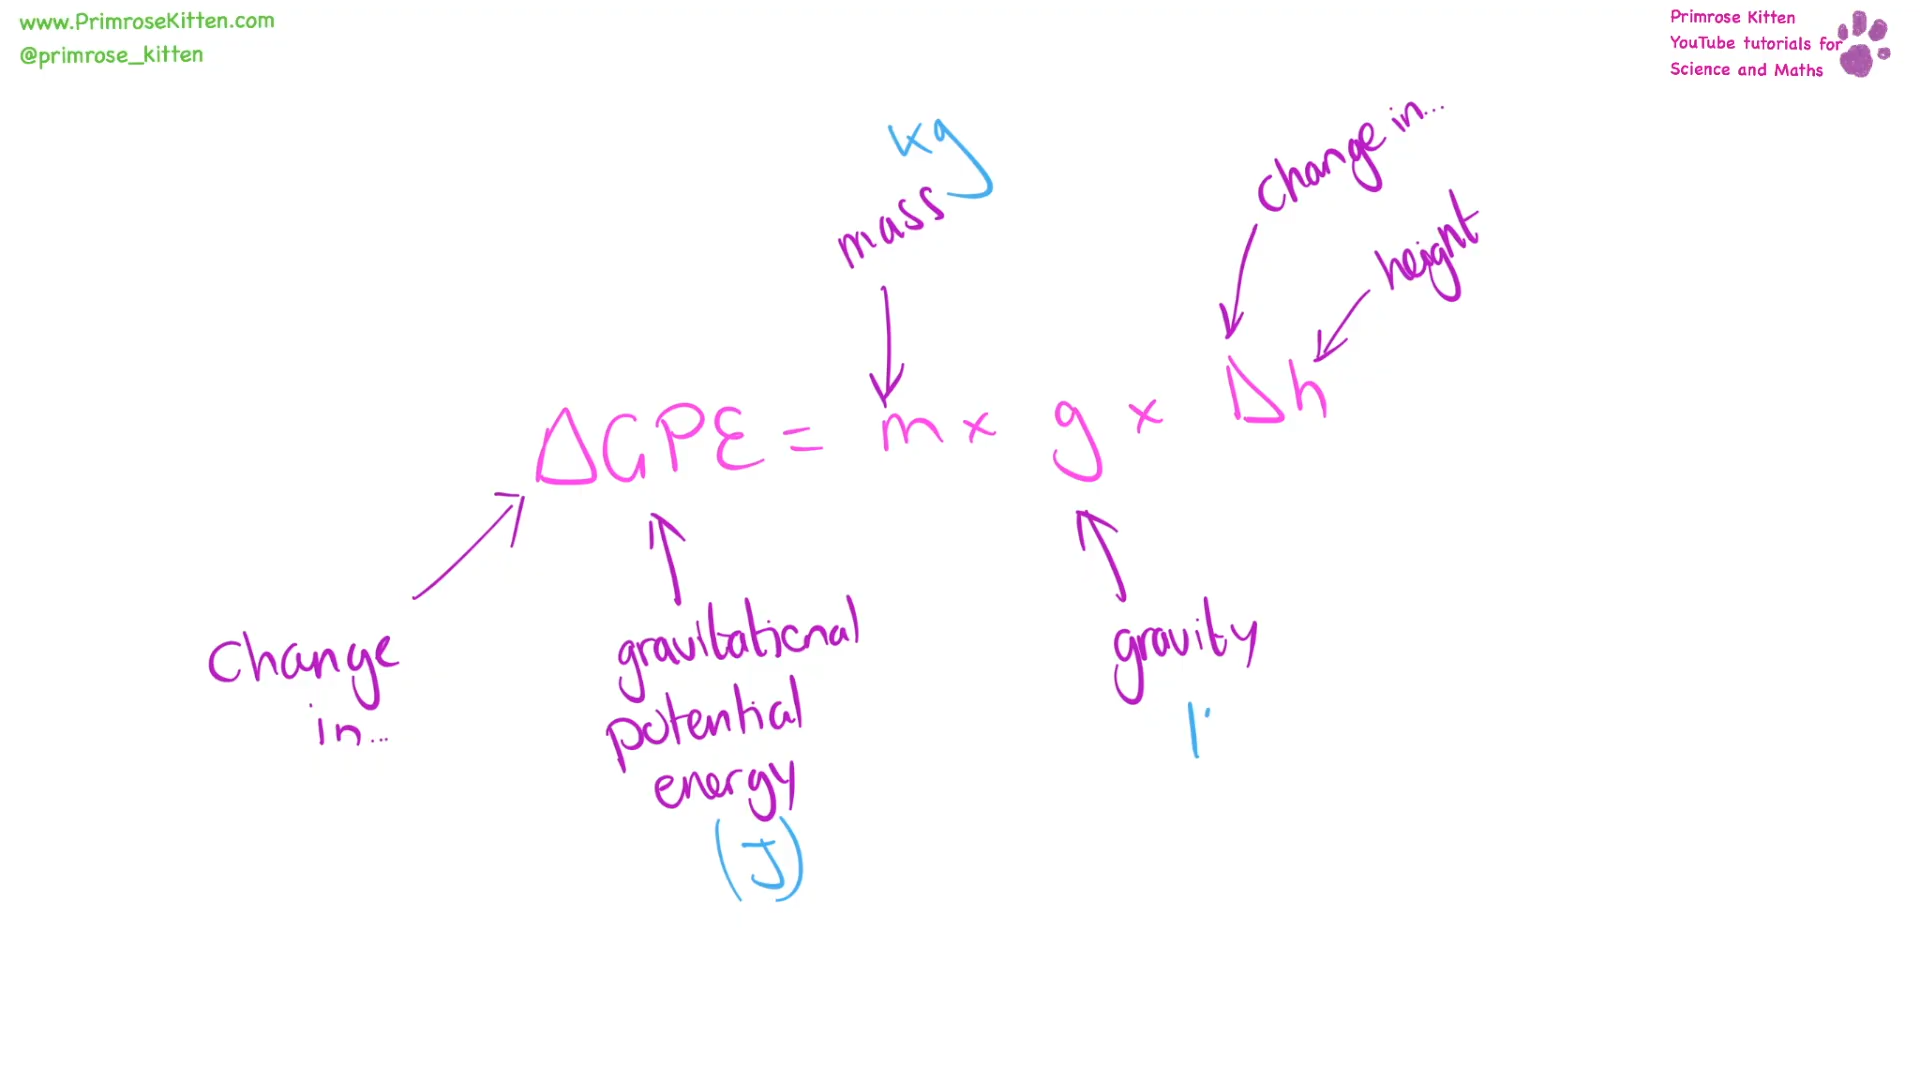 www.PrimroseKitten.com
@primrose_kitten
Primrose Kitten
YouTube tutorials for
Science and Maths
kg
mass
change in...
height
ΔGPE = m × g × Δh
Change
in...
gravitational
potential
energy
(J)
gravity